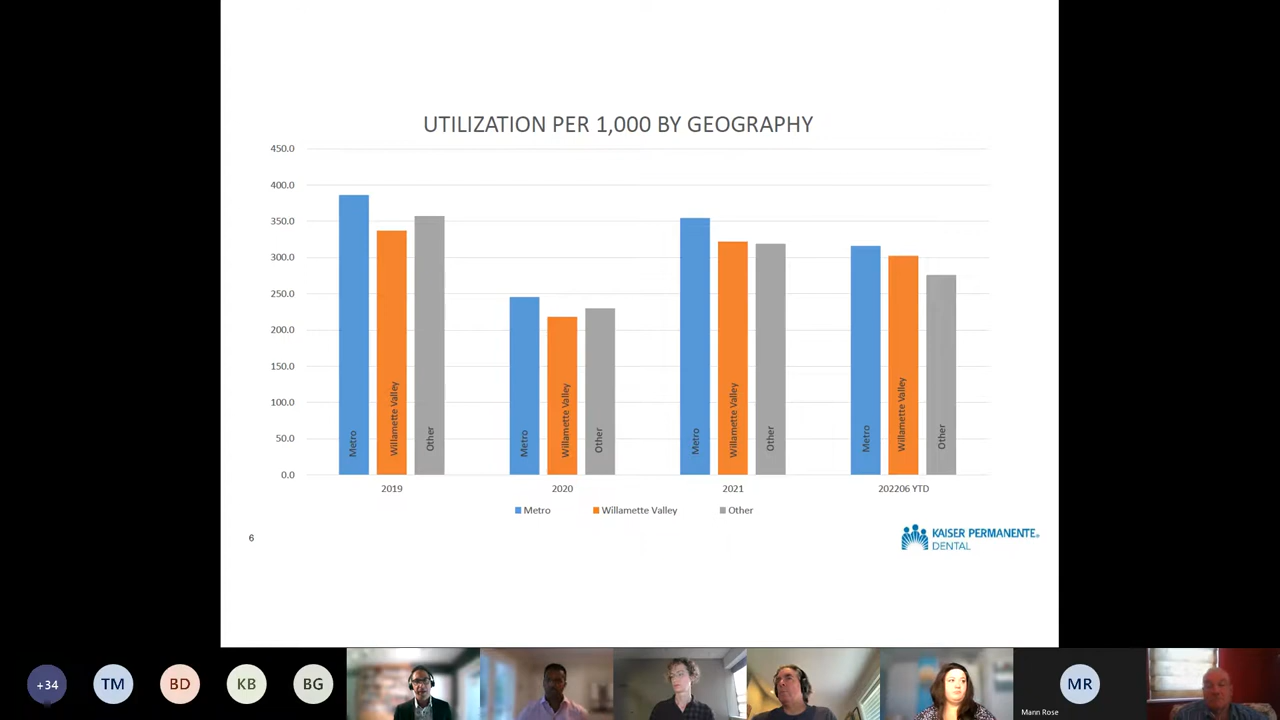 UTILIZATION PER 1,000 BY GEOGRAPHY
450.0
400.0
350.0
300.0
250.0
200.0
150.0
100.0
50.0
0.0
Metro
Willamette Valley
Other
Metro
Willamette Valley
Other
Metro
Willamette Valley
Other
Metro
Willamette Valley
Other
2019 2020 2021 202206 YTD
Metro Willamette Valley Other
6
KAISER PERMANENTE®
DENTAL
+34 TM BD KB BG MR
Mann Rose